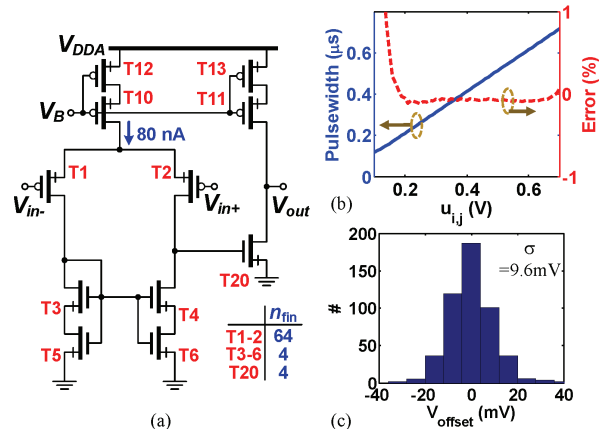 V_DDA
T12
T13
V_B
T10
T11
80 nA
T1
T2
V_in-
V_in+
V_out
T20
T3
T4
T5
T6
n_fin
T1-2 64
T3-6 4
T20 4
(a)
Pulsewidth (μs)
0.6
0.4
0.2
0
0.2
0.4
0.6
u_i,j (V)
1
0
-1
Error (%)
(b)
#
200
150
100
50
0
-40
-20
0
20
40
V_offset (mV)
σ
=9.6mV
(c)